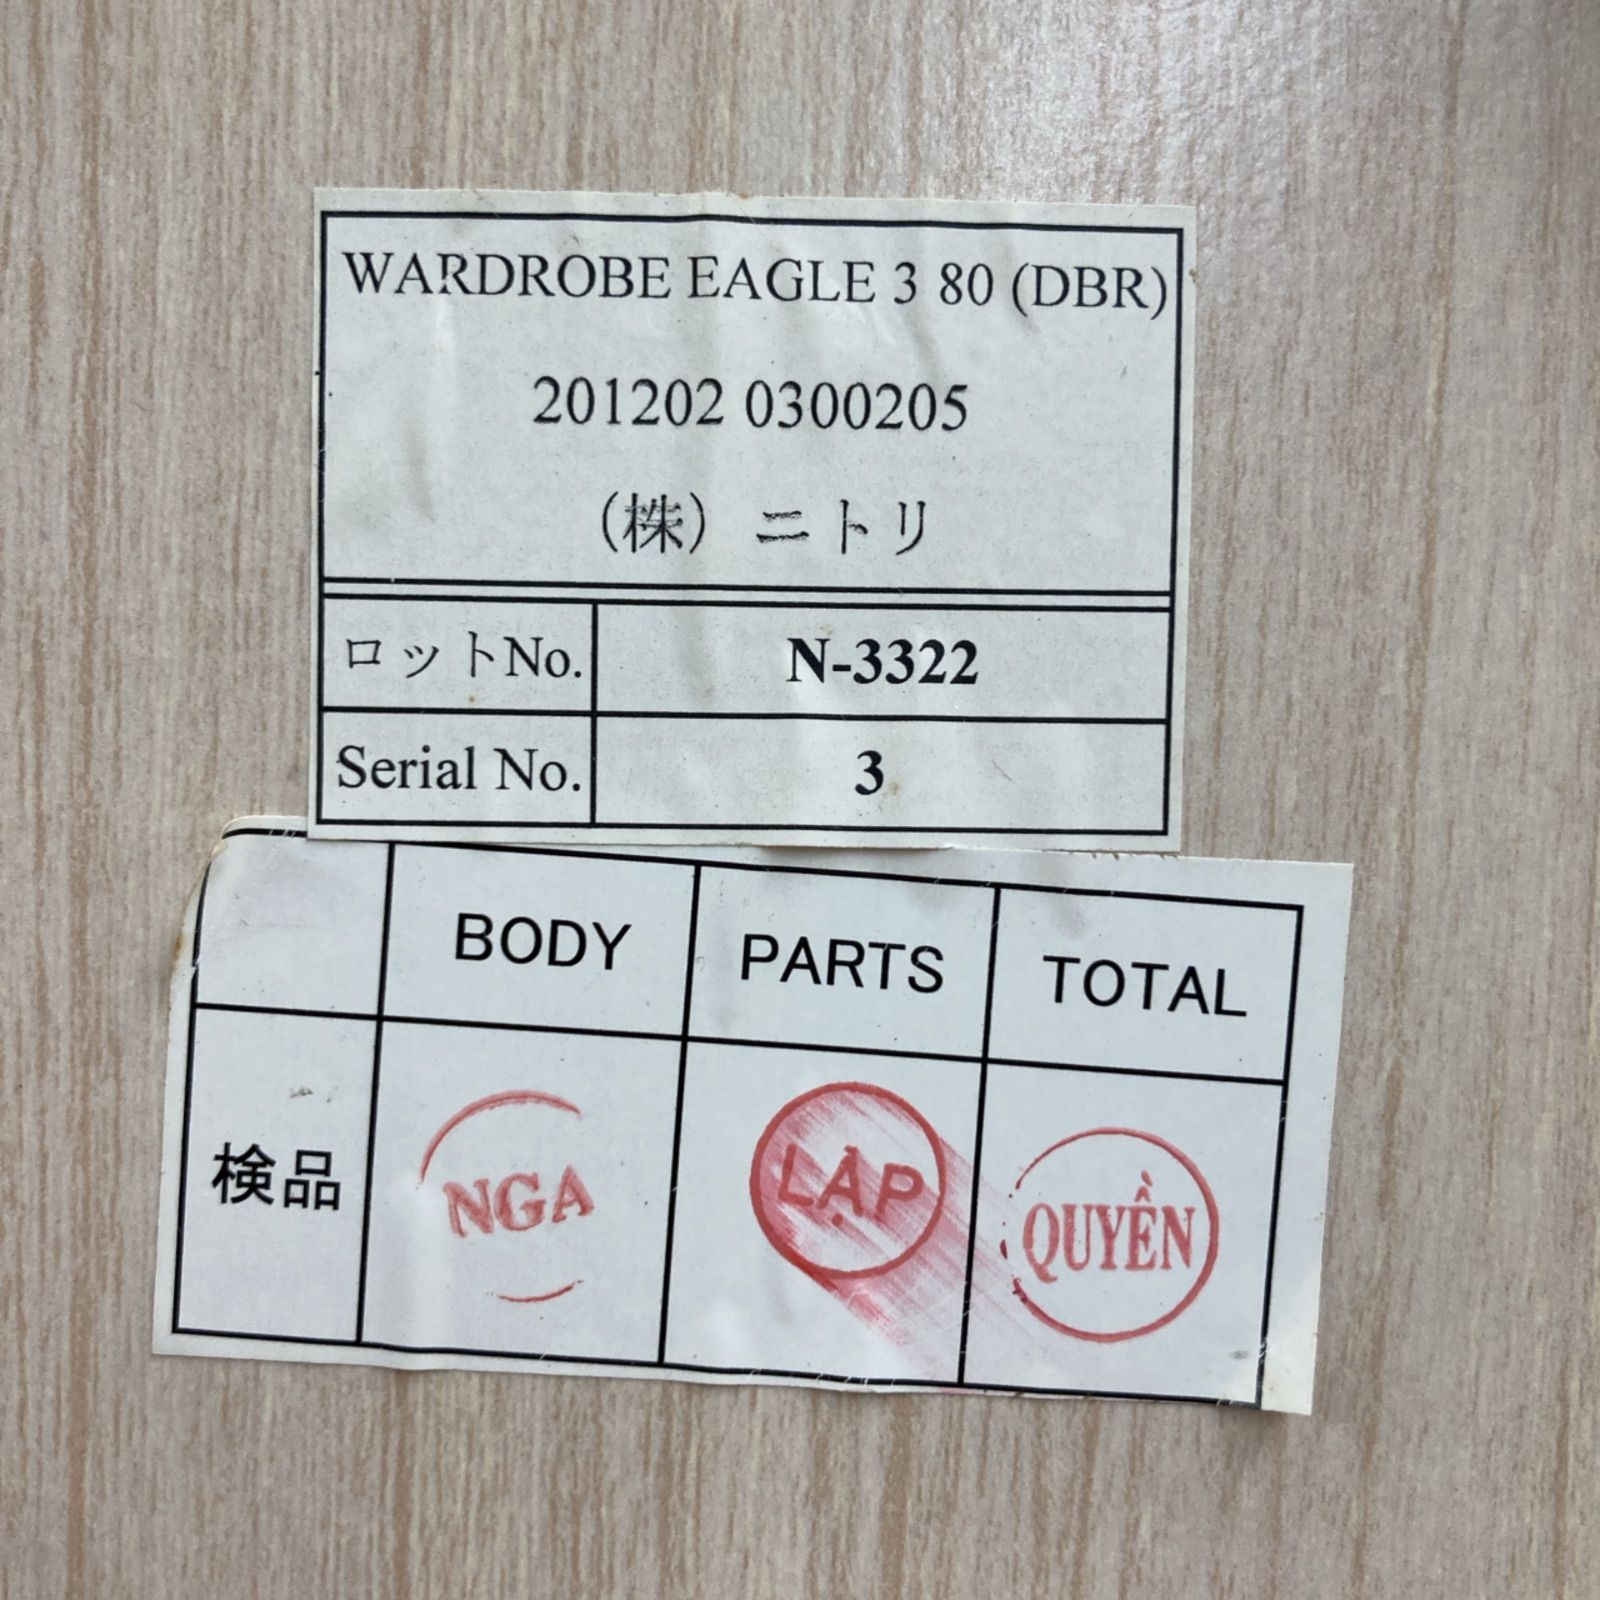 WARDROBE EAGLE 3 80 (DBR)
201202 0300205
（株）ニトリ
ロットNo. N-3322
Serial No. 3
BODY PARTS TOTAL
検品 NGA LẬP QUYỀN